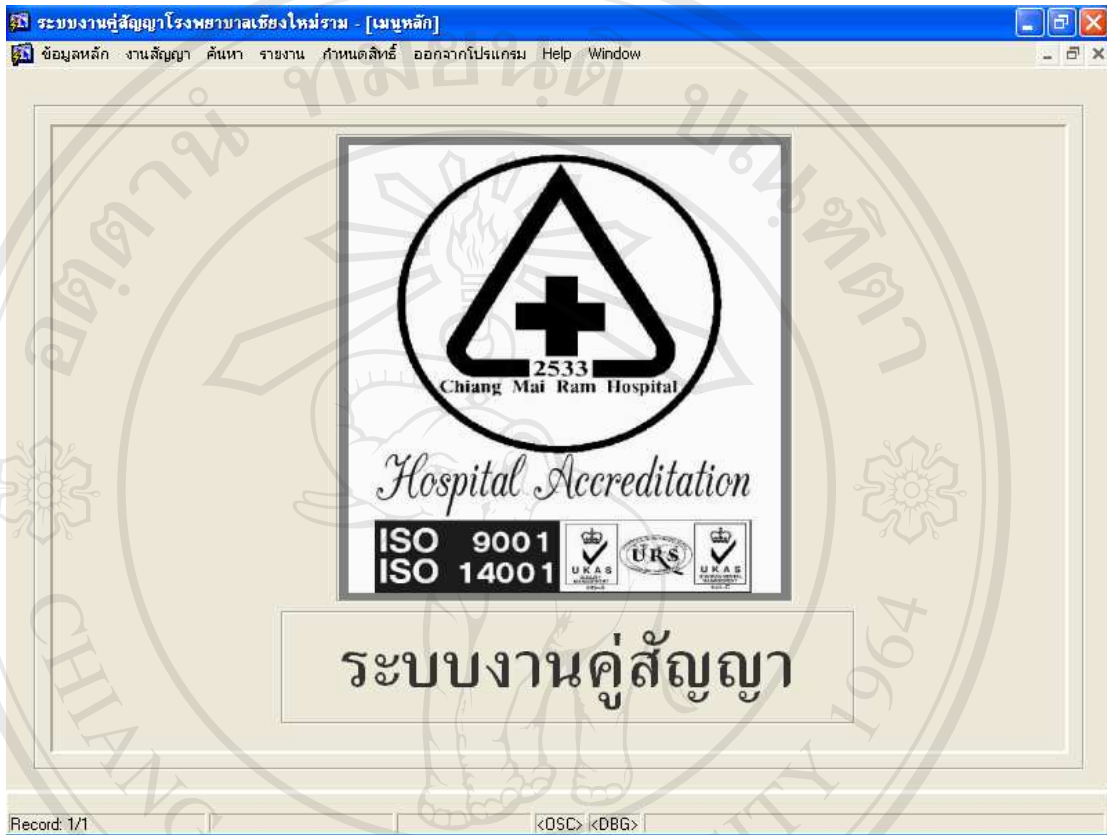 ระบบงานคู่สัญญาโรงพยาบาลเชียงใหม่ราม - [เมนูหลัก]
ข้อมูลหลัก งานสัญญา ค้นหา รายงาน กำหนดสิทธิ์ ออกจากโปรแกรม Help Window
2533
Chiang Mai Ram Hospital
Hospital Accreditation
ISO 9001
ISO 14001
UKAS
URS
UKAS
ระบบงานคู่สัญญา
CHIANG
1964
Record: 1/1 <OSC> <DBG>